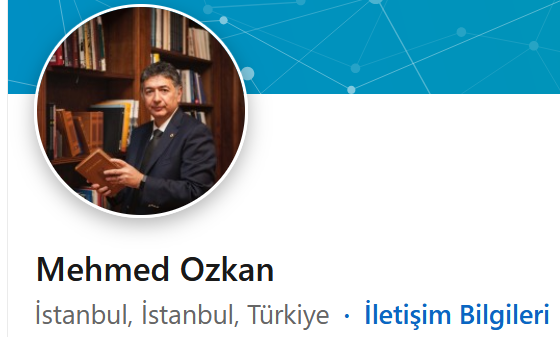 Mehmed Ozkan
İstanbul, İstanbul, Türkiye · İletişim Bilgileri